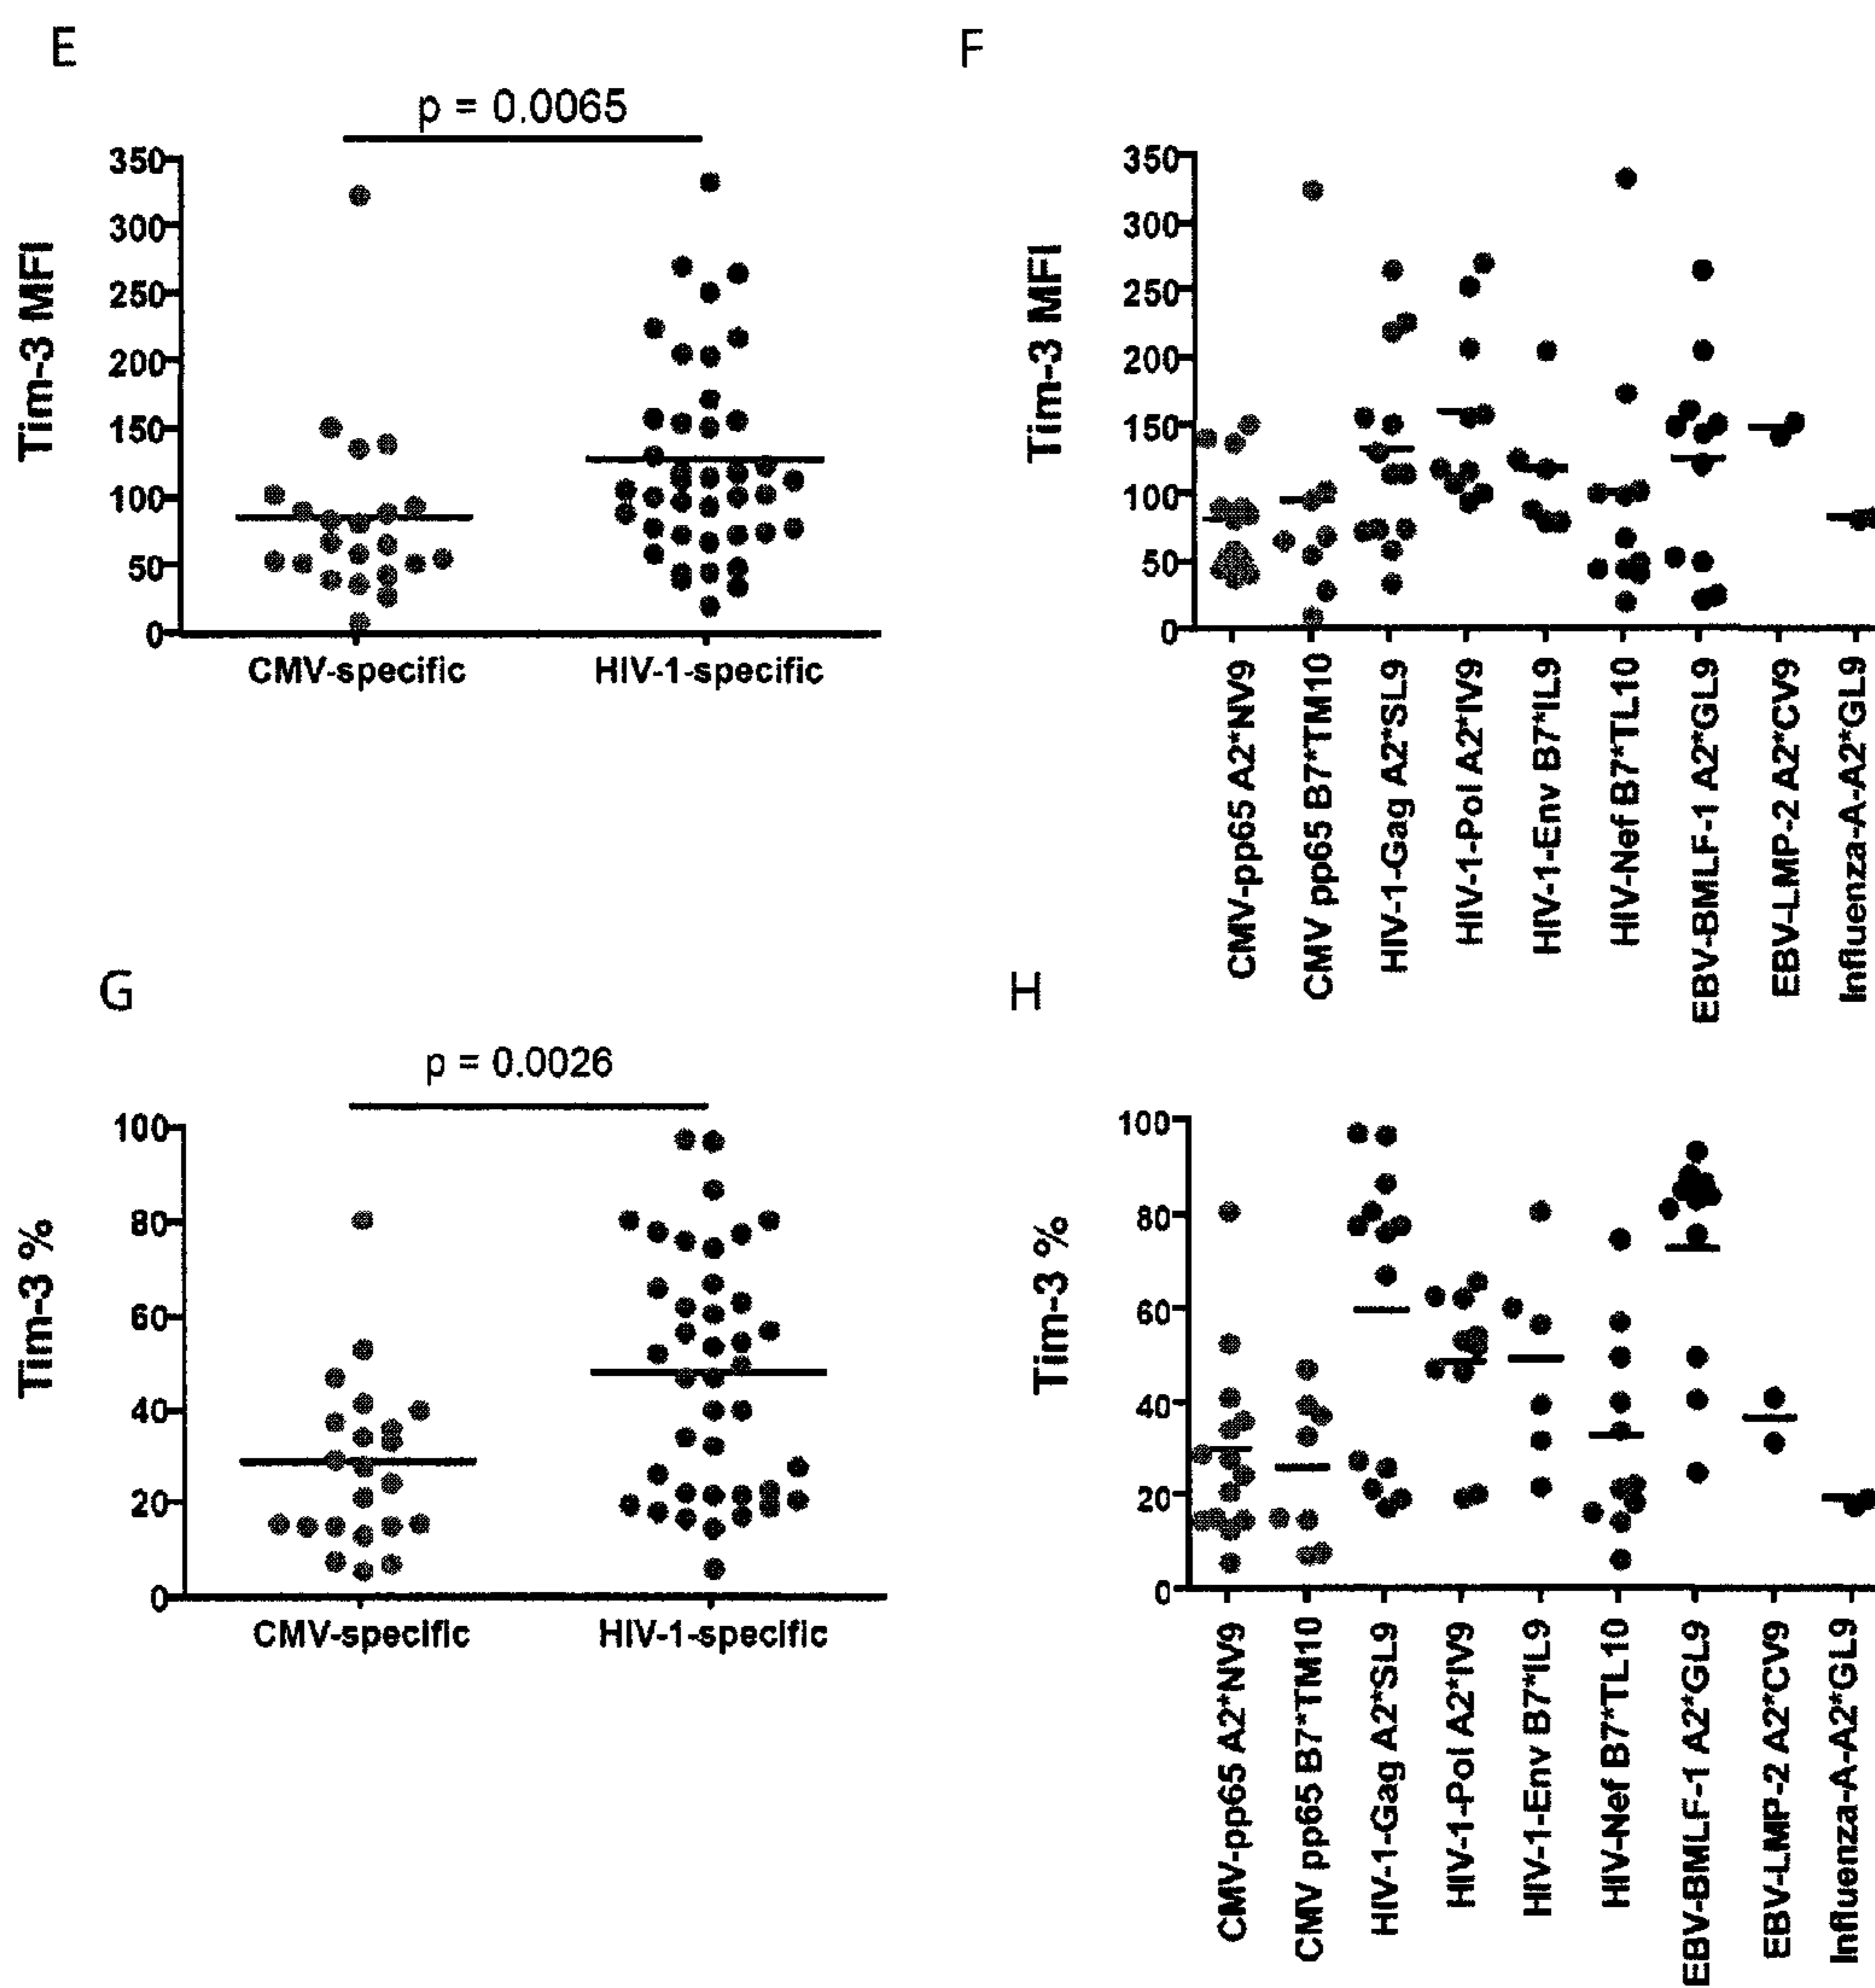 E
p = 0.0065
Tim-3 MFI
350
300
250
200
150
100
50
0
CMV-specific
HIV-1-specific
F
Tim-3 MFI
350
300
250
200
150
100
50
0
CMV-pp65 A2*NV9
CMV pp65 B7*TM10
HIV-1-Gag A2*SL9
HIV-1-Pol A2*IV9
HIV-1-Env B7*IL9
HIV-Nef B7*TL10
EBV-BMLF-1 A2*GL9
EBV-LMP-2 A2*CV9
Influenza-A-A2*GL9
G
p = 0.0026
Tim-3 %
100
80
60
40
20
0
CMV-specific
HIV-1-specific
H
Tim-3 %
100
80
60
40
20
0
CMV-pp65 A2*NV9
CMV pp65 B7*TM10
HIV-1-Gag A2*SL9
HIV-1-Pol A2*IV9
HIV-1-Env B7*IL9
HIV-Nef B7*TL10
EBV-BMLF-1 A2*GL9
EBV-LMP-2 A2*CV9
Influenza-A-A2*GL9